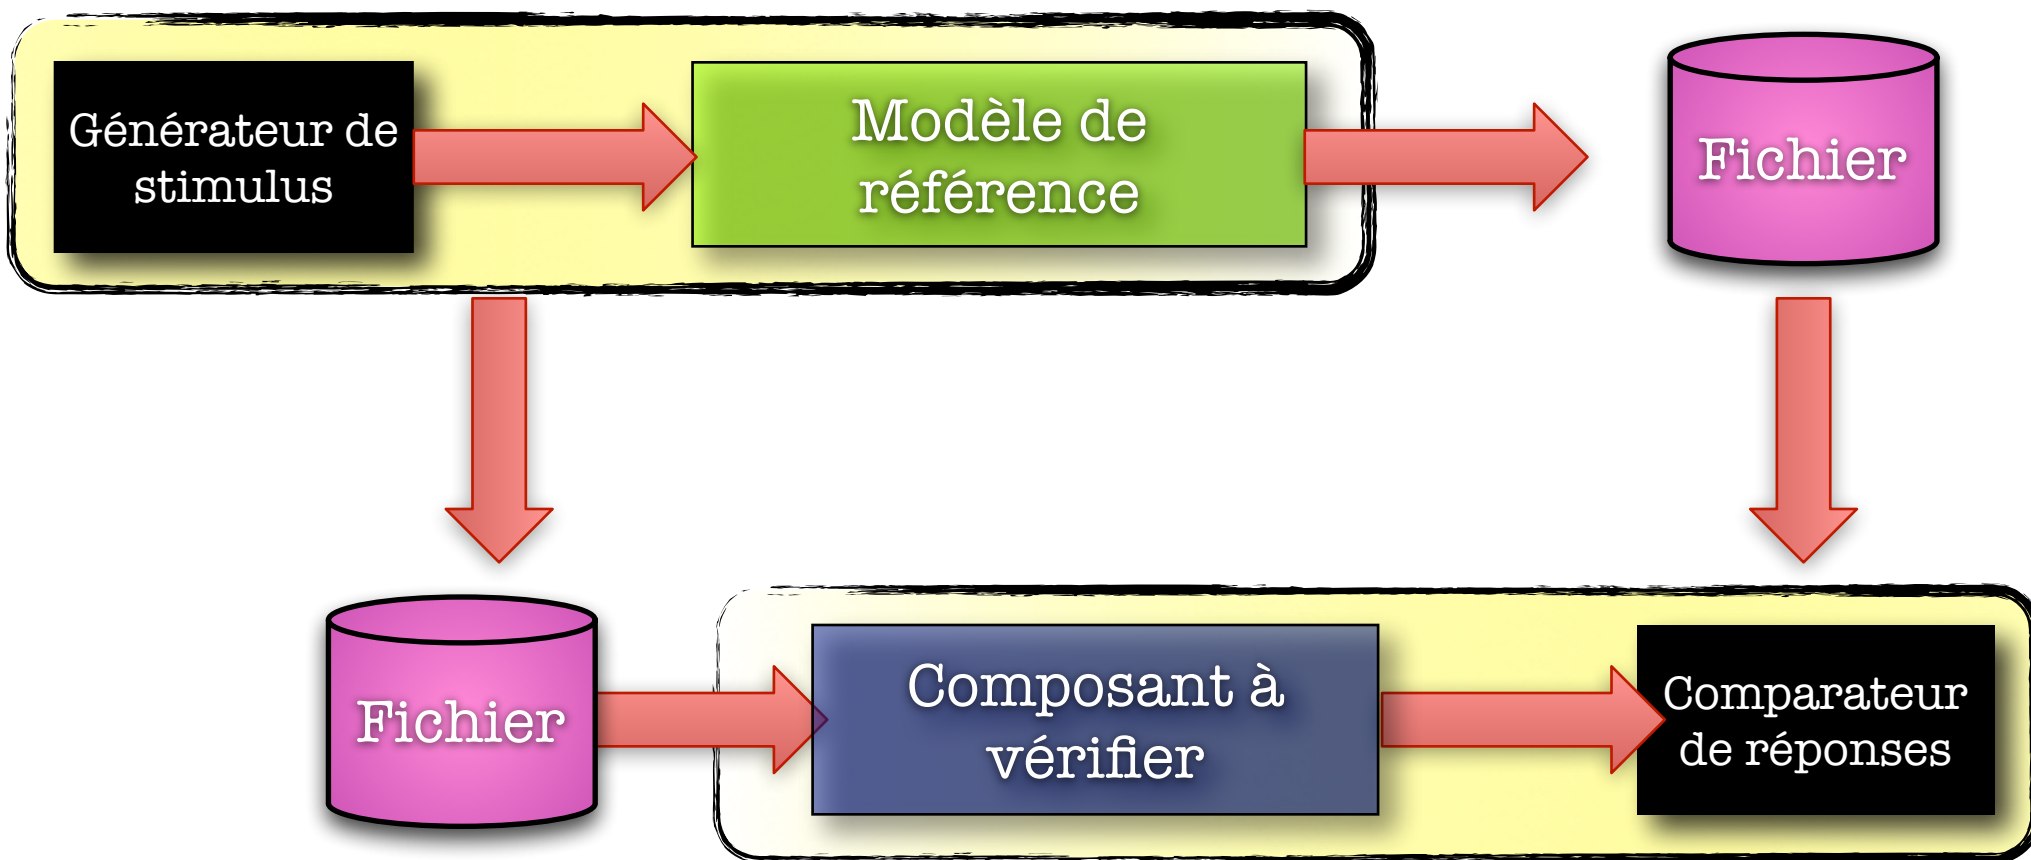 Générateur de
stimulus
Modèle de
référence
Fichier
Fichier
Composant à
vérifier
Comparateur
de réponses